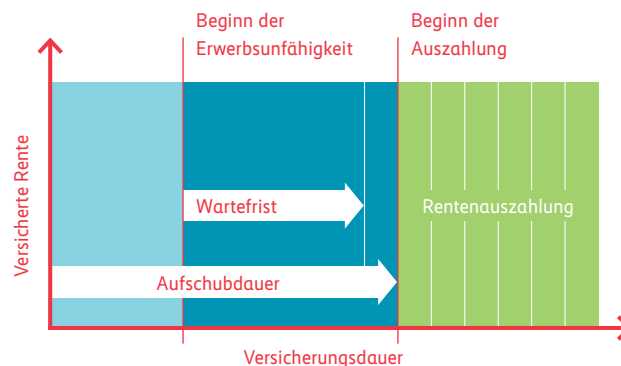 Beginn der
Erwerbsunfähigkeit
Beginn der
Auszahlung
Versicherte Rente
Wartefrist
Rentenauszahlung
Aufschubdauer
Versicherungsdauer